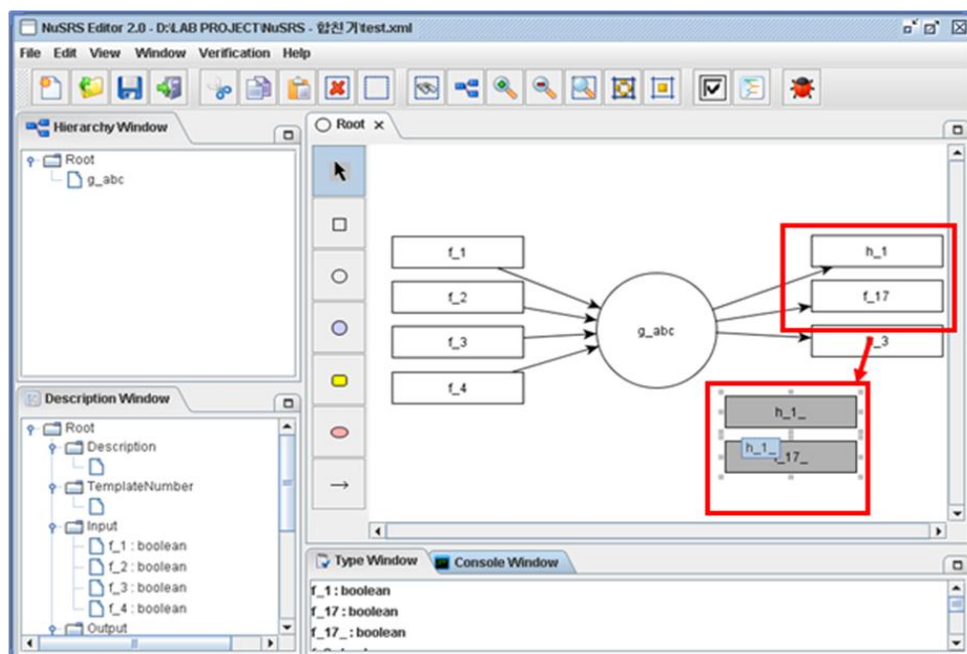 NuSRS Editor 2.0 - D:\LAB PROJECT\NuSRS - 합친기\test.xml
File Edit View Window Verification Help
Hierarchy Window
Root
g_abc
Root
f_1
f_2
f_3
f_4
g_abc
h_1
f_17
_3
h_1_
h_1_
_17_
Description Window
Root
Description
TemplateNumber
Input
f_1 : boolean
f_2 : boolean
f_3 : boolean
f_4 : boolean
Output
Type Window
Console Window
f_1 : boolean
f_17 : boolean
f_17_ : boolean